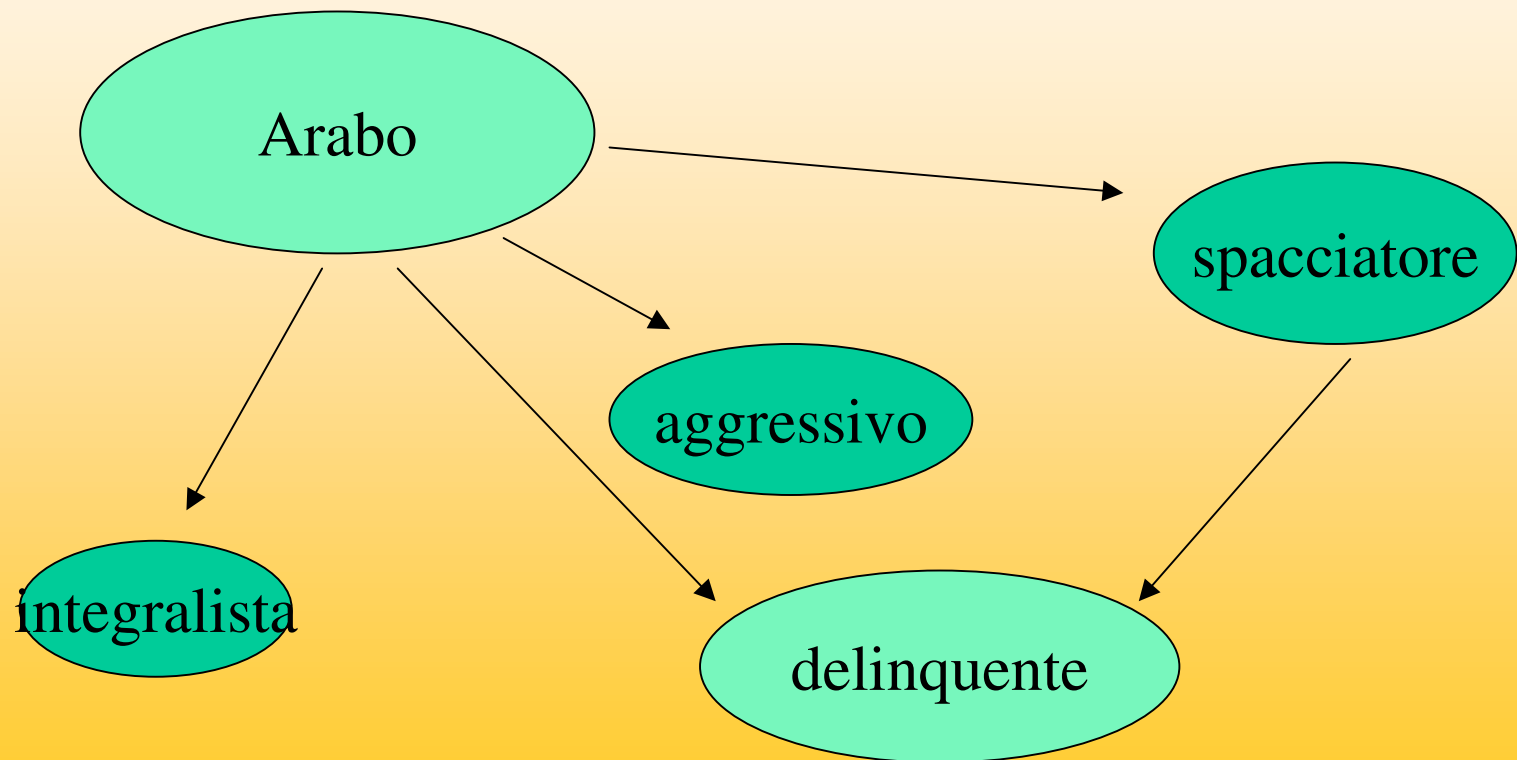 Arabo
spacciatore
aggressivo
integralista
delinquente